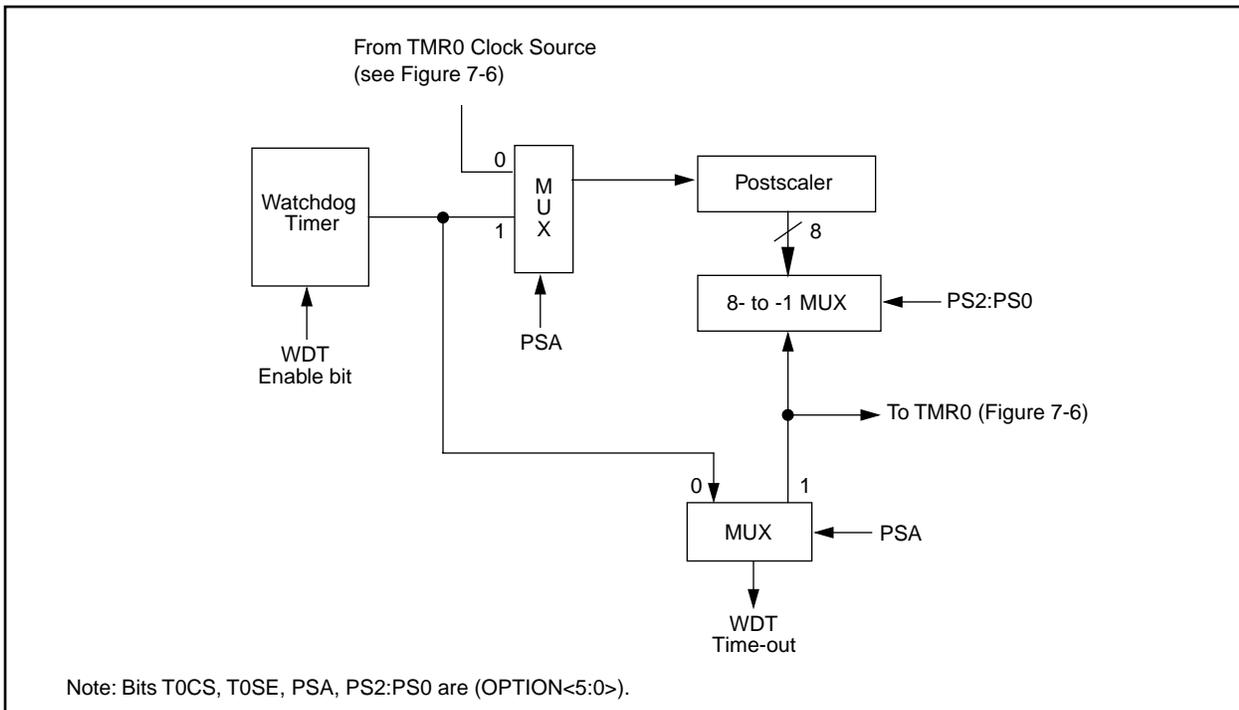 From TMR0 Clock Source
(see Figure 7-6)
0
M
U
X
Postscaler
Watchdog
Timer
1
8
8- to -1 MUX
PS2:PS0
PSA
WDT
Enable bit
To TMR0 (Figure 7-6)
0
1
MUX
PSA
WDT
Time-out
Note: Bits T0CS, T0SE, PSA, PS2:PS0 are (OPTION<5:0>).